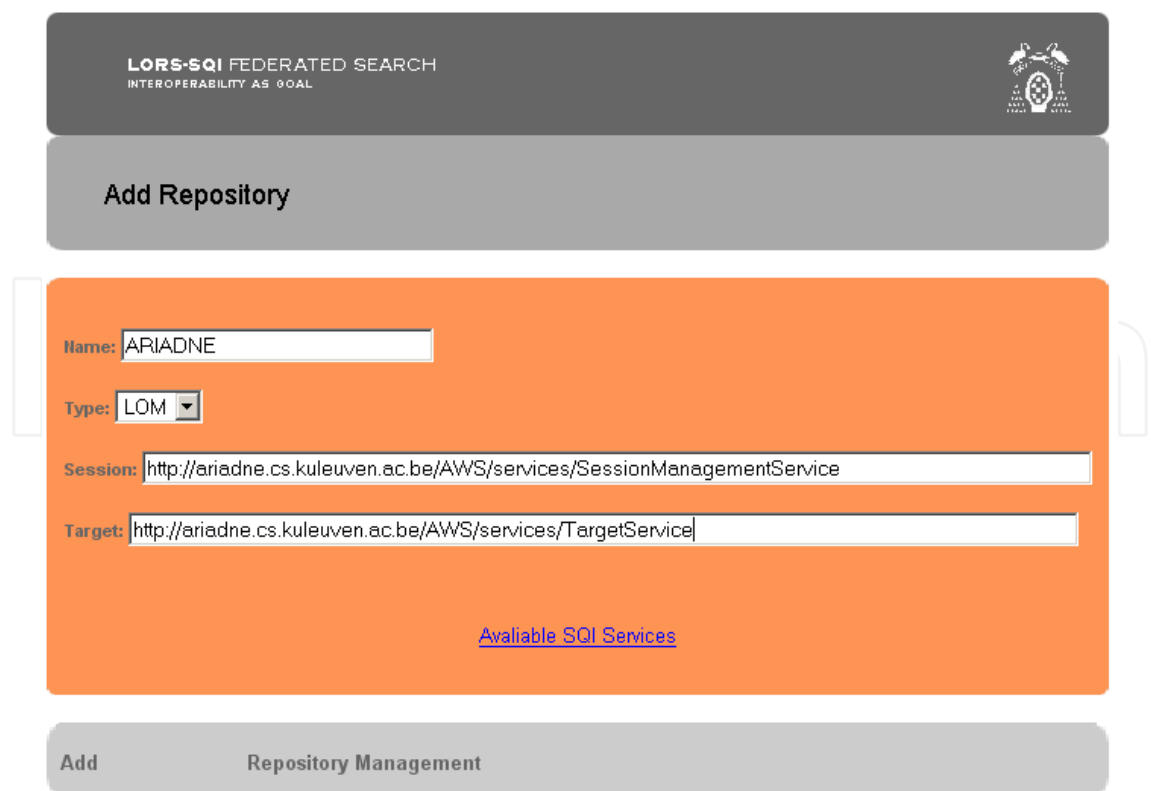 LORS-SQI FEDERATED SEARCH
INTEROPERABILITY AS GOAL
Add Repository
Name: ARIADNE
Type: LOM
Session: http://ariadne.cs.kuleuven.ac.be/AWS/services/SessionManagementService
Target: http://ariadne.cs.kuleuven.ac.be/AWS/services/TargetService
Avaliable SQI Services
Add Repository Management